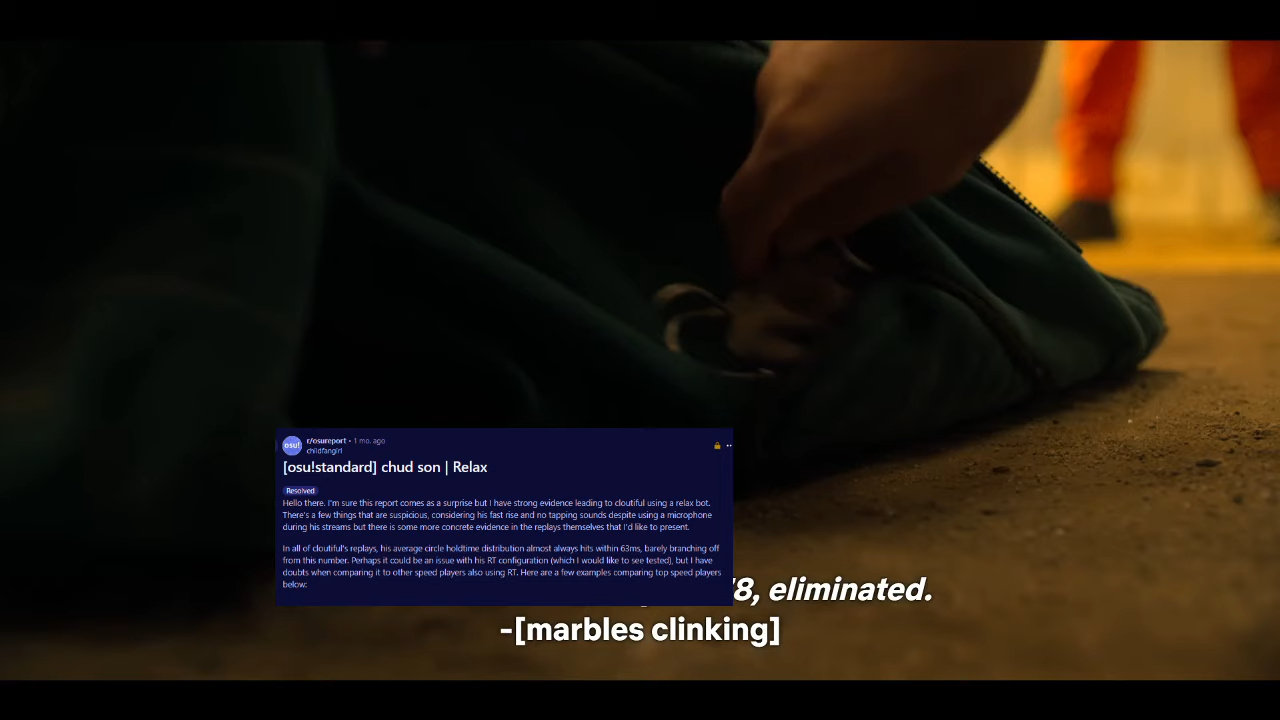 osu!
r/osureport • 1 mo. ago
childfangirl
[osu!standard] chud son | Relax
Resolved
Hello there. I'm sure this report comes as a surprise but I have strong evidence leading to cloutiful using a relax bot.
There's a few things that are suspicious, considering his fast rise and no tapping sounds despite using a microphone
during his streams but there is some more concrete evidence in the replays themselves that I'd like to present.
In all of cloutiful's replays, his average circle holdtime distribution almost always hits within 63ms, barely branching off
from this number. Perhaps it could be an issue with his RT configuration (which I would like to see tested), but I have
doubts when comparing it to other speed players also using RT. Here are a few examples comparing top speed players
below:
8, eliminated.
-[marbles clinking]